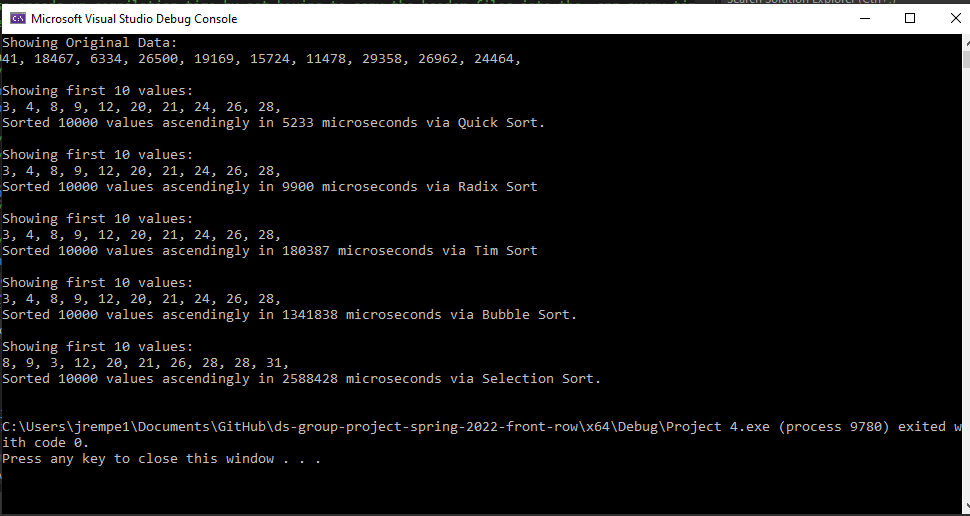 Microsoft Visual Studio Debug Console
Showing Original Data:
41, 18467, 6334, 26500, 19169, 15724, 11478, 29358, 26962, 24464,
Showing first 10 values:
3, 4, 8, 9, 12, 20, 21, 24, 26, 28,
Sorted 10000 values ascendingly in 5233 microseconds via Quick Sort.
Showing first 10 values:
3, 4, 8, 9, 12, 20, 21, 24, 26, 28,
Sorted 10000 values ascendingly in 9900 microseconds via Radix Sort
Showing first 10 values:
3, 4, 8, 9, 12, 20, 21, 24, 26, 28,
Sorted 10000 values ascendingly in 180387 microseconds via Tim Sort
Showing first 10 values:
3, 4, 8, 9, 12, 20, 21, 24, 26, 28,
Sorted 10000 values ascendingly in 1341838 microseconds via Bubble Sort.
Showing first 10 values:
8, 9, 3, 12, 20, 21, 26, 28, 28, 31,
Sorted 10000 values ascendingly in 2588428 microseconds via Selection Sort.
C:\Users\jrempe1\Documents\GitHub\ds-group-project-spring-2022-front-row\x64\Debug\Project 4.exe (process 9780) exited w
ith code 0.
Press any key to close this window . . .